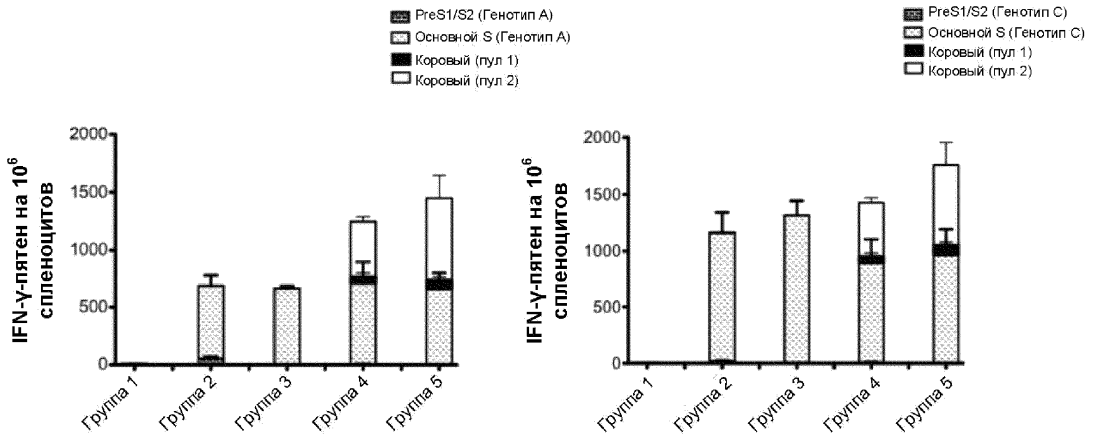 PreS1/S2 (Генотип А)
Основной S (Генотип А)
Коровый (пул 1)
Коровый (пул 2)
IFN-γ-пятен на 10⁶
спленоцитов
2000
1500
1000
500
0
Группа 1
Группа 2
Группа 3
Группа 4
Группа 5
PreS1/S2 (Генотип С)
Основной S (Генотип С)
Коровый (пул 1)
Коровый (пул 2)
IFN-γ-пятен на 10⁶
спленоцитов
2000
1500
1000
500
0
Группа 1
Группа 2
Группа 3
Группа 4
Группа 5